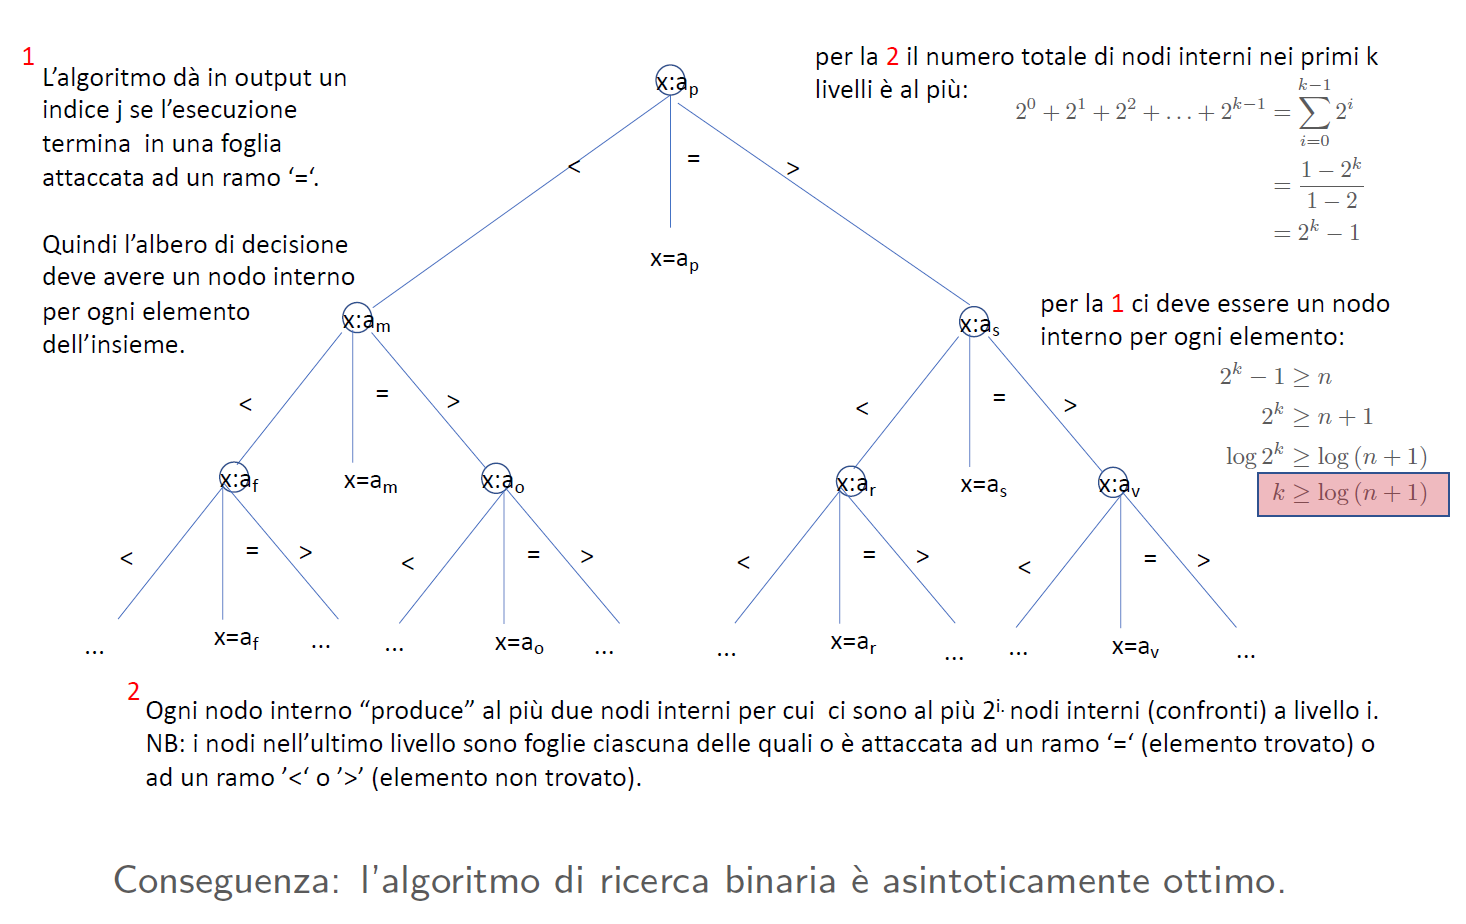 1
L'algoritmo dà in output un
indice j se l'esecuzione
termina in una foglia
attaccata ad un ramo ‘=‘.
Quindi l'albero di decisione
deve avere un nodo interno
per ogni elemento
dell'insieme.
x:ap
< = >
x=ap
per la 2 il numero totale di nodi interni nei primi k
livelli è al più:
2^0 + 2^1 + 2^2 + ... + 2^{k−1} = \sum_{i=0}^{k−1} 2^i
= \frac{1 − 2^k}{1 − 2}
= 2^k − 1
per la 1 ci deve essere un nodo
interno per ogni elemento:
2^k − 1 ≥ n
2^k ≥ n + 1
log 2^k ≥ log (n + 1)
k ≥ log (n + 1)
x:am x:as
< = > < = >
x:af x=am x:ao x:ar x=as x:av
< = > < = > < = > < = >
... x=af ... ... x=ao ... ... x=ar ... ... x=av ...
2
Ogni nodo interno “produce” al più due nodi interni per cui ci sono al più 2^{i.} nodi interni (confronti) a livello i.
NB: i nodi nell'ultimo livello sono foglie ciascuna delle quali o è attaccata ad un ramo ‘=‘ (elemento trovato) o
ad un ramo ’<‘ o ’>’ (elemento non trovato).
Conseguenza: l'algoritmo di ricerca binaria è asintoticamente ottimo.